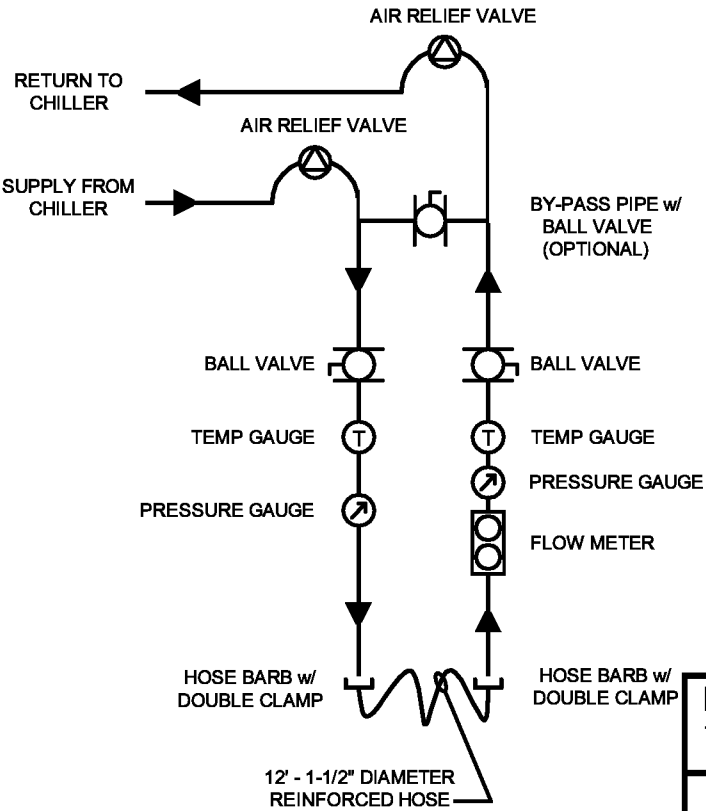 AIR RELIEF VALVE
RETURN TO
CHILLER
AIR RELIEF VALVE
SUPPLY FROM
CHILLER
BY-PASS PIPE w/
BALL VALVE
(OPTIONAL)
BALL VALVE
BALL VALVE
TEMP GAUGE
T
T
TEMP GAUGE
PRESSURE GAUGE
PRESSURE GAUGE
FLOW METER
HOSE BARB w/
DOUBLE CLAMP
HOSE BARB w/
DOUBLE CLAMP
12' - 1-1/2" DIAMETER
REINFORCED HOSE